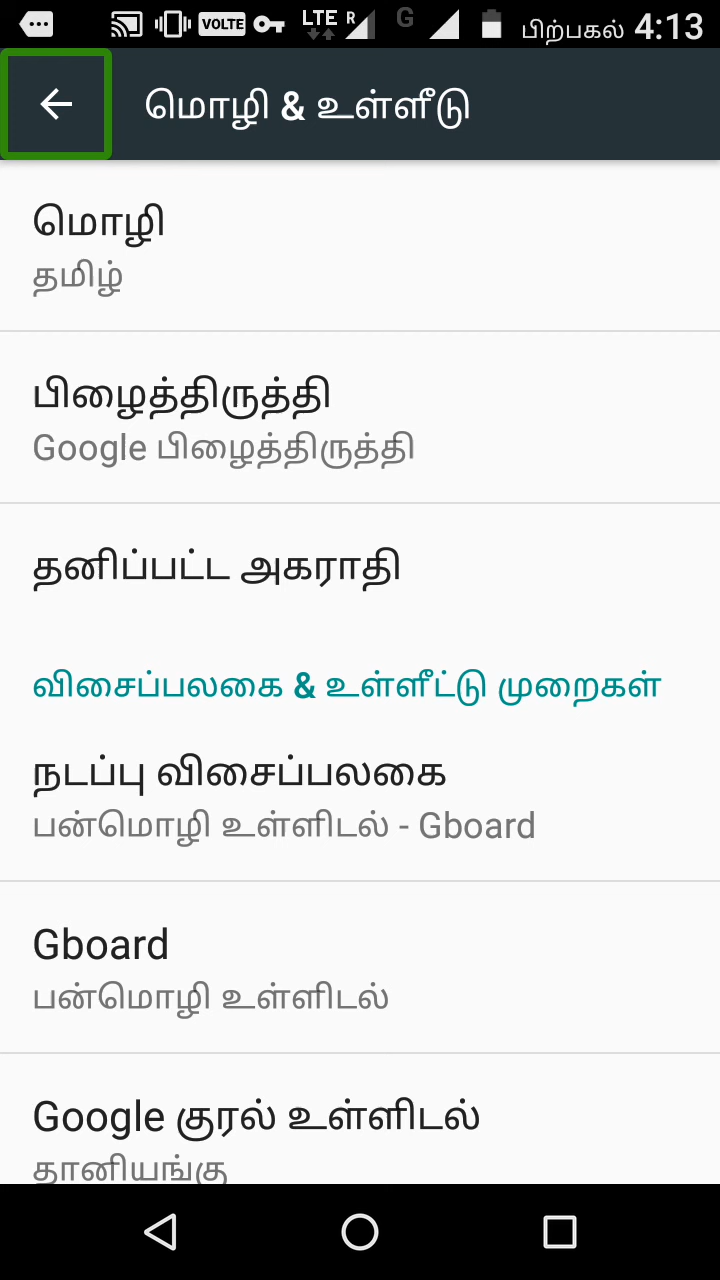 VOLTE LTE R G பிற்பகல் 4:13
மொழி & உள்ளீடு
மொழி
தமிழ்
பிழைத்திருத்தி
Google பிழைத்திருத்தி
தனிப்பட்ட அகராதி
விசைப்பலகை & உள்ளீட்டு முறைகள்
நடப்பு விசைப்பலகை
பன்மொழி உள்ளிடல் - Gboard
Gboard
பன்மொழி உள்ளிடல்
Google குரல் உள்ளிடல்
தானியங்கு